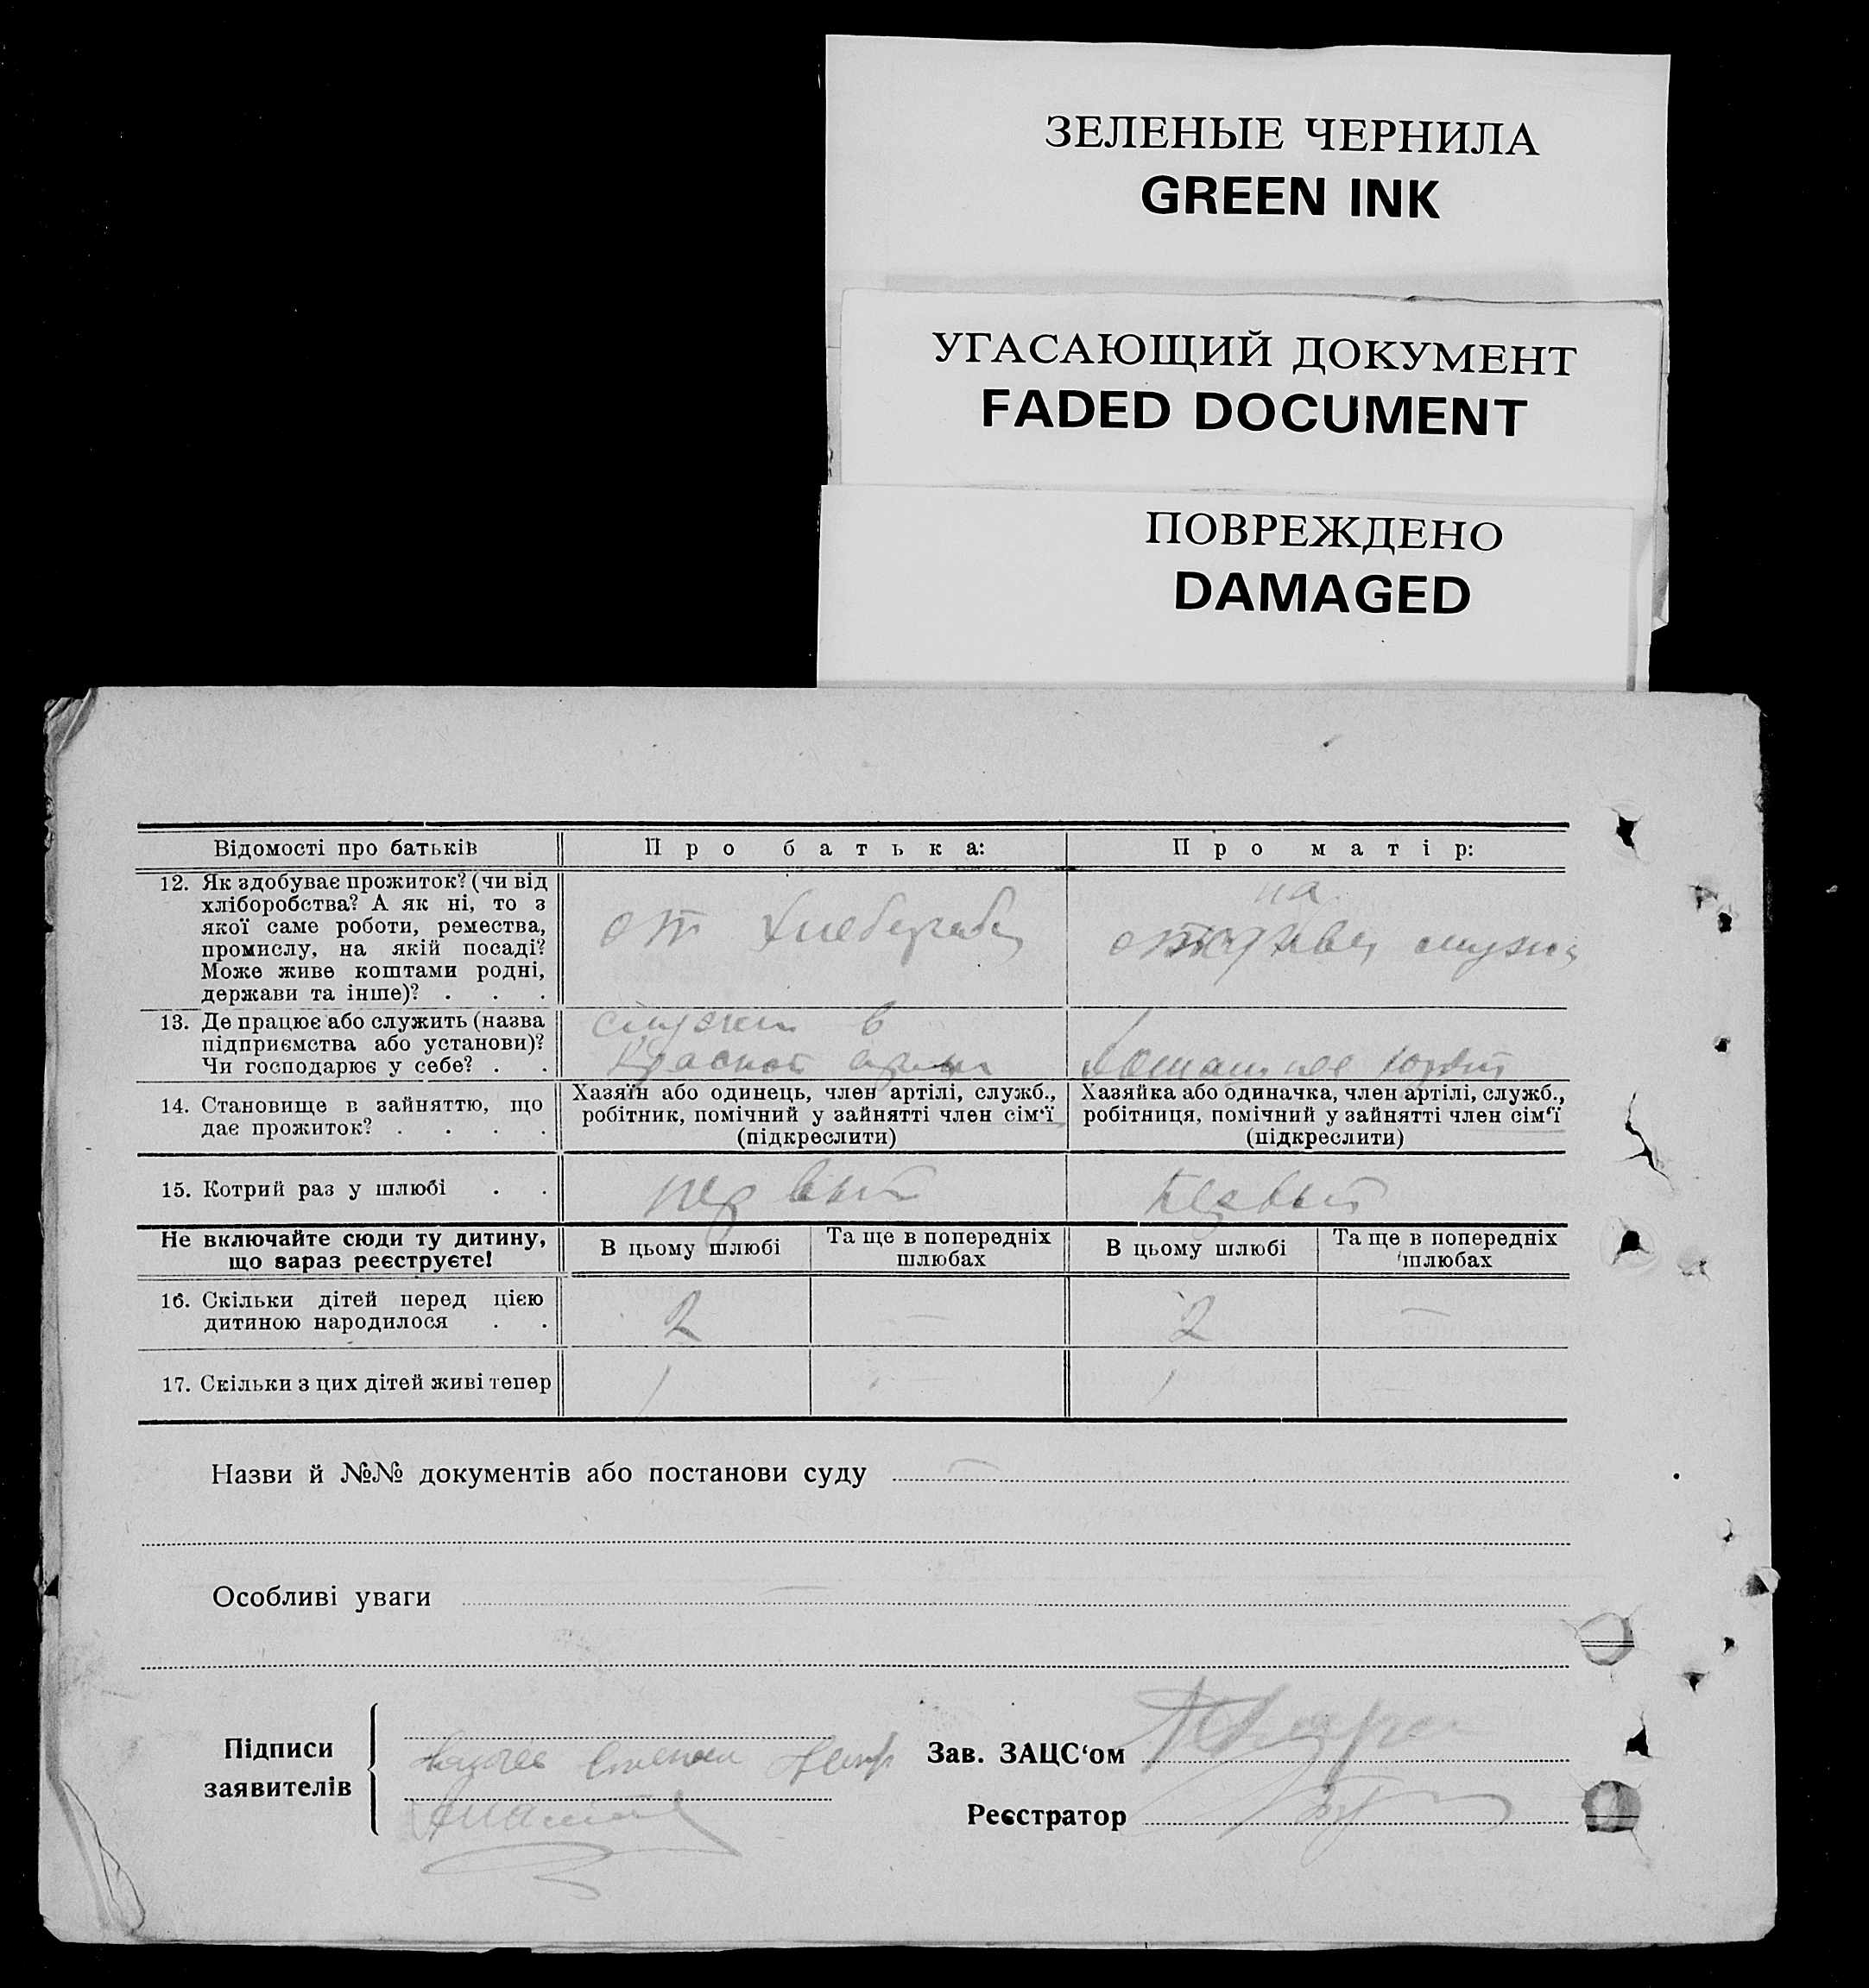 ЗЕЛЕНЫЕ ЧЕРНИЛА
GREEN INK
УГАСАЮЩИЙ ДОКУМЕНТ
FADED DOCUMENT
ПОВРЕЖДЕНО
DAMAGED
Відомості про батьків
Про батька:
Про матір:
12. Як здобуває прожиток? (чи від
хліборобства? А як ні, то з
якої саме роботи, ремества,
промислу, на якій посаді?
Може живе коштами родні,
держави та інше)? . . .
от
на
13. Де працює або служить (назва
підприємства або установи)?
Чи господарює у себе? . .
служит в
Красной армии
Домашнее
14. Становище в зайняттю, що
дає прожиток? . . . .
Хазяїн або одинець, член артілі, служб.,
робітник, помічний у зайнятті член сім'ї
(підкреслити)
Хазяйка або одиначка, член артілі, служб.,
робітниця, помічний у зайнятті член сім'ї
(підкреслити)
15. Котрий раз у шлюбі . .
первый
первый
Не включайте сюди ту дитину,
що зараз реєструєте!
В цьому шлюбі
Та ще в попередніх
шлюбах
В цьому шлюбі
Та ще в попередніх
шлюбах
16. Скільки дітей перед цією
дитиною народилося . .
2
—
2
—
17. Скільки з цих дітей живі тепер
1
1
Назви й №№ документів або постанови суду —
Особливі уваги —
Підписи
заявителів
Зав. ЗАЦС'ом
Реєстратор